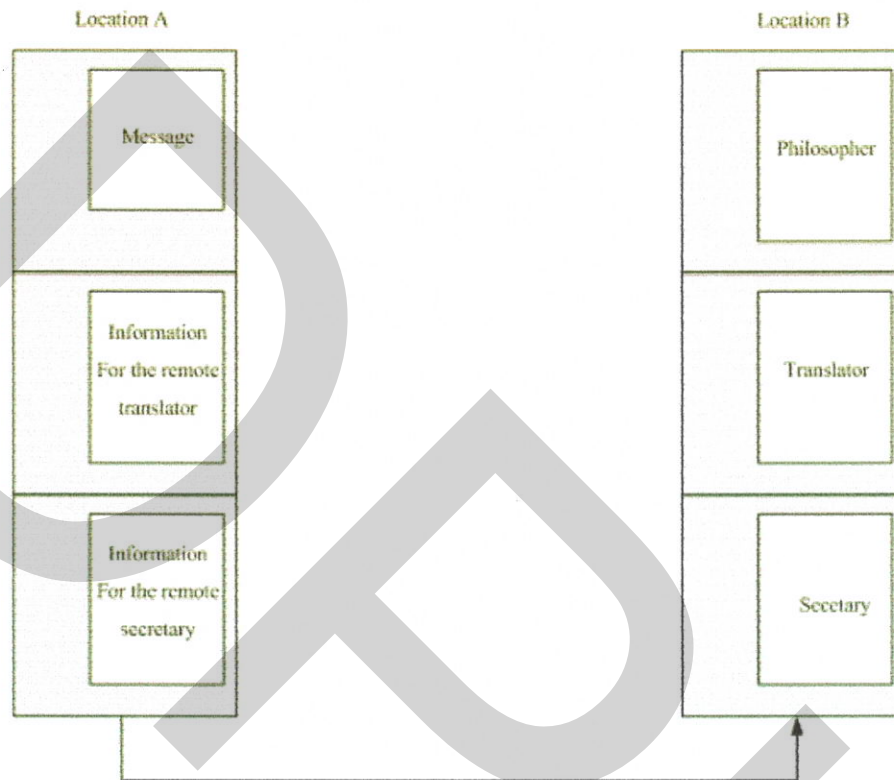 Location A
Location B
Message
Philosopher
Information
For the remote
translator
Translator
Information
For the remote
secretary
Secetary